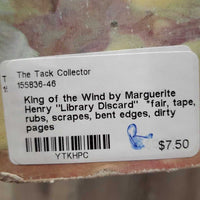 The Tack Collector
155836-46
King of the Wind by Marguerite
Henry "Library Discard" *fair, tape,
rubs, scrapes, bent edges, dirty
pages
YTKHPC
$7.50